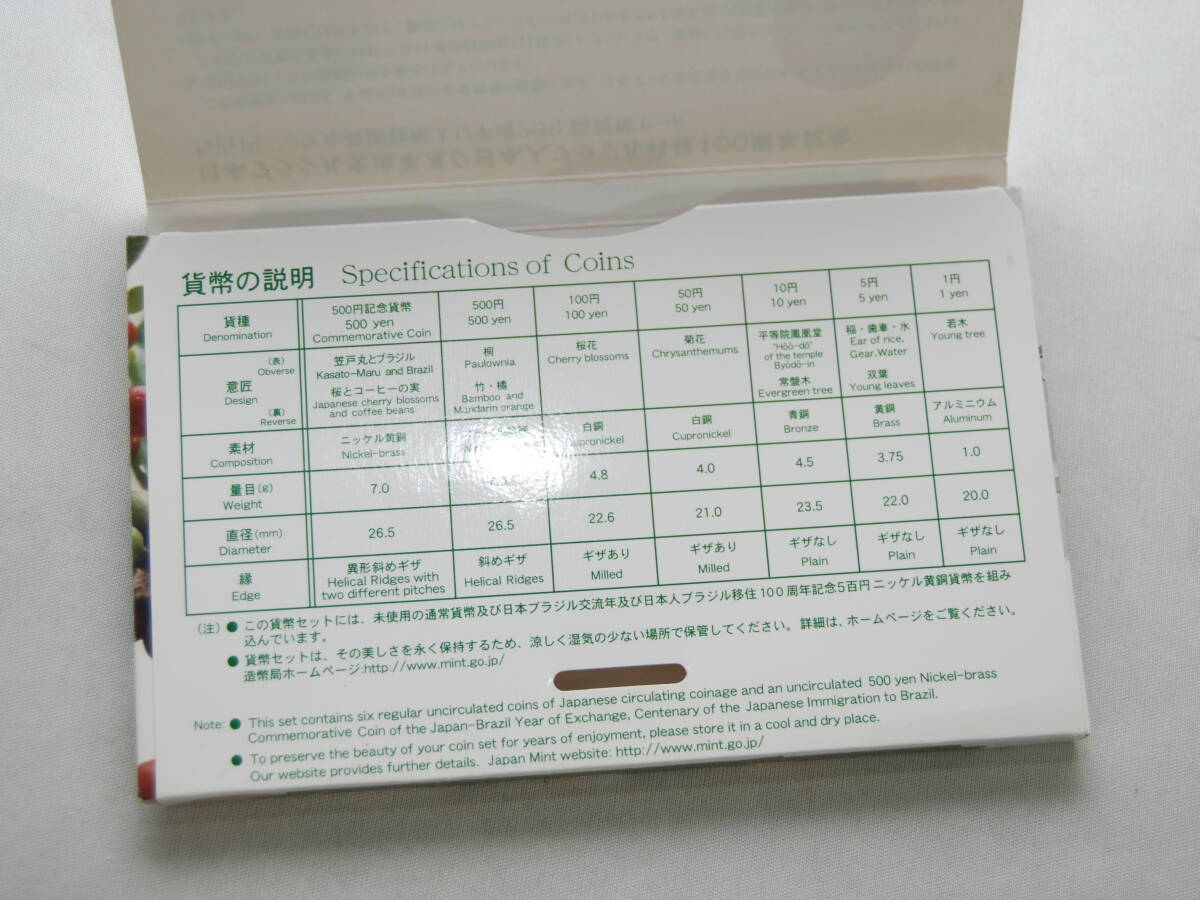 貨幣の説明 Specifications of Coins
貨種 500円記念貨幣 500円 100円 50円 10円 5円 1円
Denomination 500 yen Commemorative Coin 500 yen 100 yen 50 yen 10 yen 5 yen 1 yen
(表) 笠戸丸とブラジル 桐 桜花 菊花 平等院鳳凰堂 稲・歯車・水 若木
Obverse Kasato-Maru and Brazil Paulownia Cherry blossoms Chrysanthemums "Hōō-dō" of the temple Byōdō-in Ear of rice, Gear, Water Young tree
意匠
Design
(裏) 桜とコーヒーの実 竹・橘 常盤木 双葉
Reverse Japanese cherry blossoms and coffee beans Bamboo and Mandarin orange Evergreen tree Young leaves
素材 ニッケル黄銅 白銅 白銅 青銅 黄銅 アルミニウム
Composition Nickel-brass Cupronickel Cupronickel Bronze Brass Aluminum
量目(g) 7.0 4.8 4.0 4.5 3.75 1.0
Weight
直径(mm) 26.5 26.5 22.6 21.0 23.5 22.0 20.0
Diameter
縁 異形斜めギザ 斜めギザ ギザあり ギザあり ギザなし ギザなし ギザなし
Edge Helical Ridges with two different pitches Helical Ridges Milled Milled Plain Plain Plain
(注) ● この貨幣セットには、未使用の通常貨幣及び日本ブラジル交流年及び日本人ブラジル移住100周年記念5百円ニッケル黄銅貨幣を組み
込んでいます。
● 貨幣セットは、その美しさを永く保持するため、涼しく湿気の少ない場所で保管してください。詳細は、ホームページをご覧ください。
造幣局ホームページ:http://www.mint.go.jp/
Note: ● This set contains six regular uncirculated coins of Japanese circulating coinage and an uncirculated 500 yen Nickel-brass
Commemorative Coin of the Japan-Brazil Year of Exchange, Centenary of the Japanese Immigration to Brazil.
● To preserve the beauty of your coin set for years of enjoyment, please store it in a cool and dry place.
Our website provides further details. Japan Mint website: http://www.mint.go.jp/